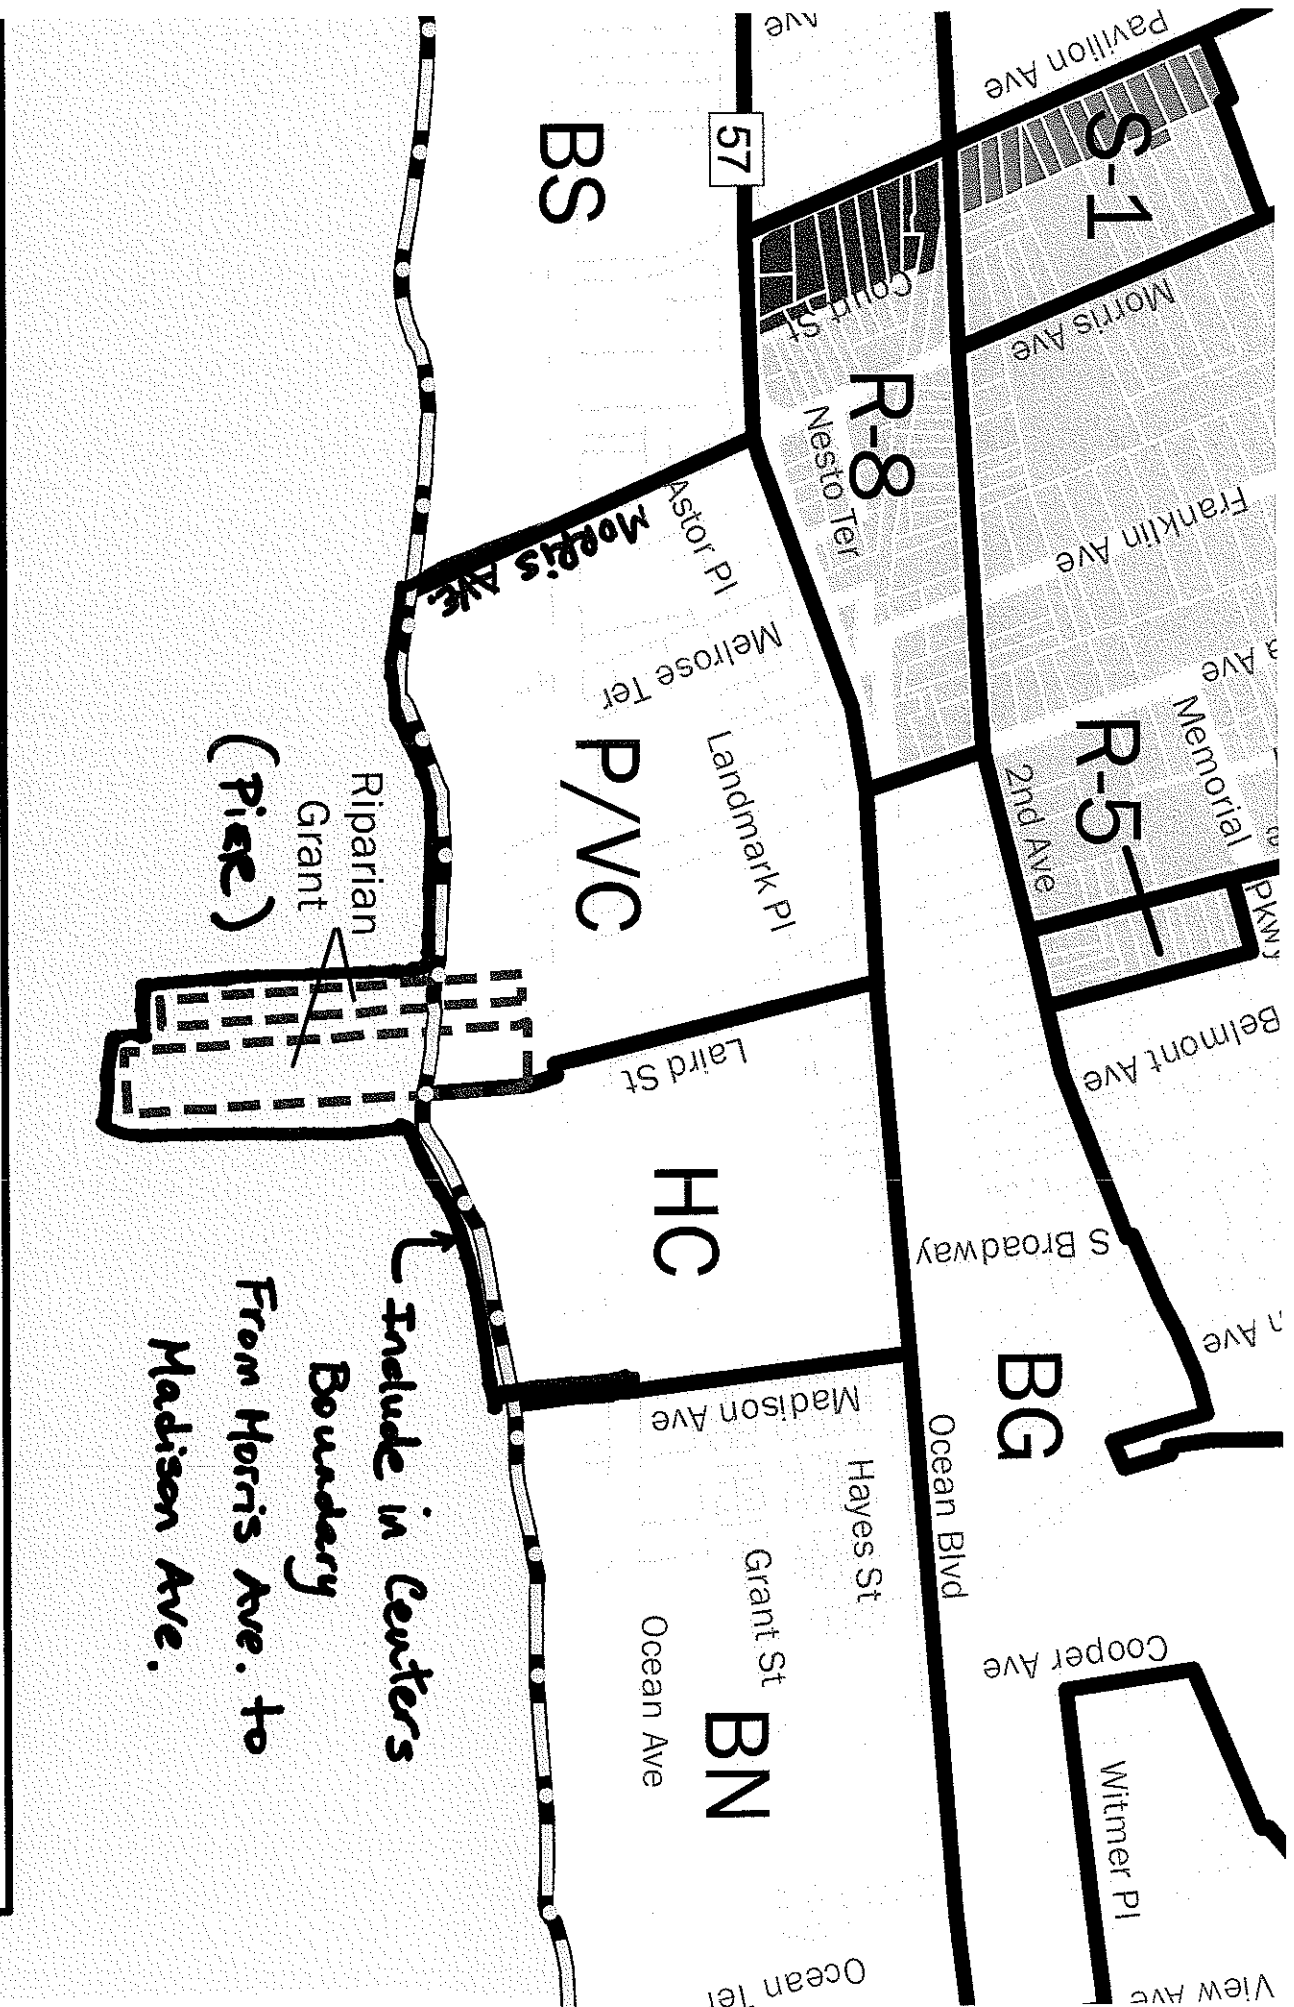 Pavilion Ave
S-1
Morris Ave
Franklin Ave
Ave
Memorial
Pkwy
R-5
2nd Ave
Belmont Ave
Ave
57
BS
Court St
R-8
Nesto Ter
S Broadway
BG
Ocean Blvd
Cooper Ave
Witmer Pl
View Ave
Morris Ave.
Astor Pl
Melrose Ter
Landmark Pl
P/VC
Laird St
HC
Madison Ave
Hayes St
Grant St
Ocean Ave
BN
Ocean Ter
Riparian
Grant
(Pier)
Include in Centers
Boundary
From Morris Ave. to
Madison Ave.